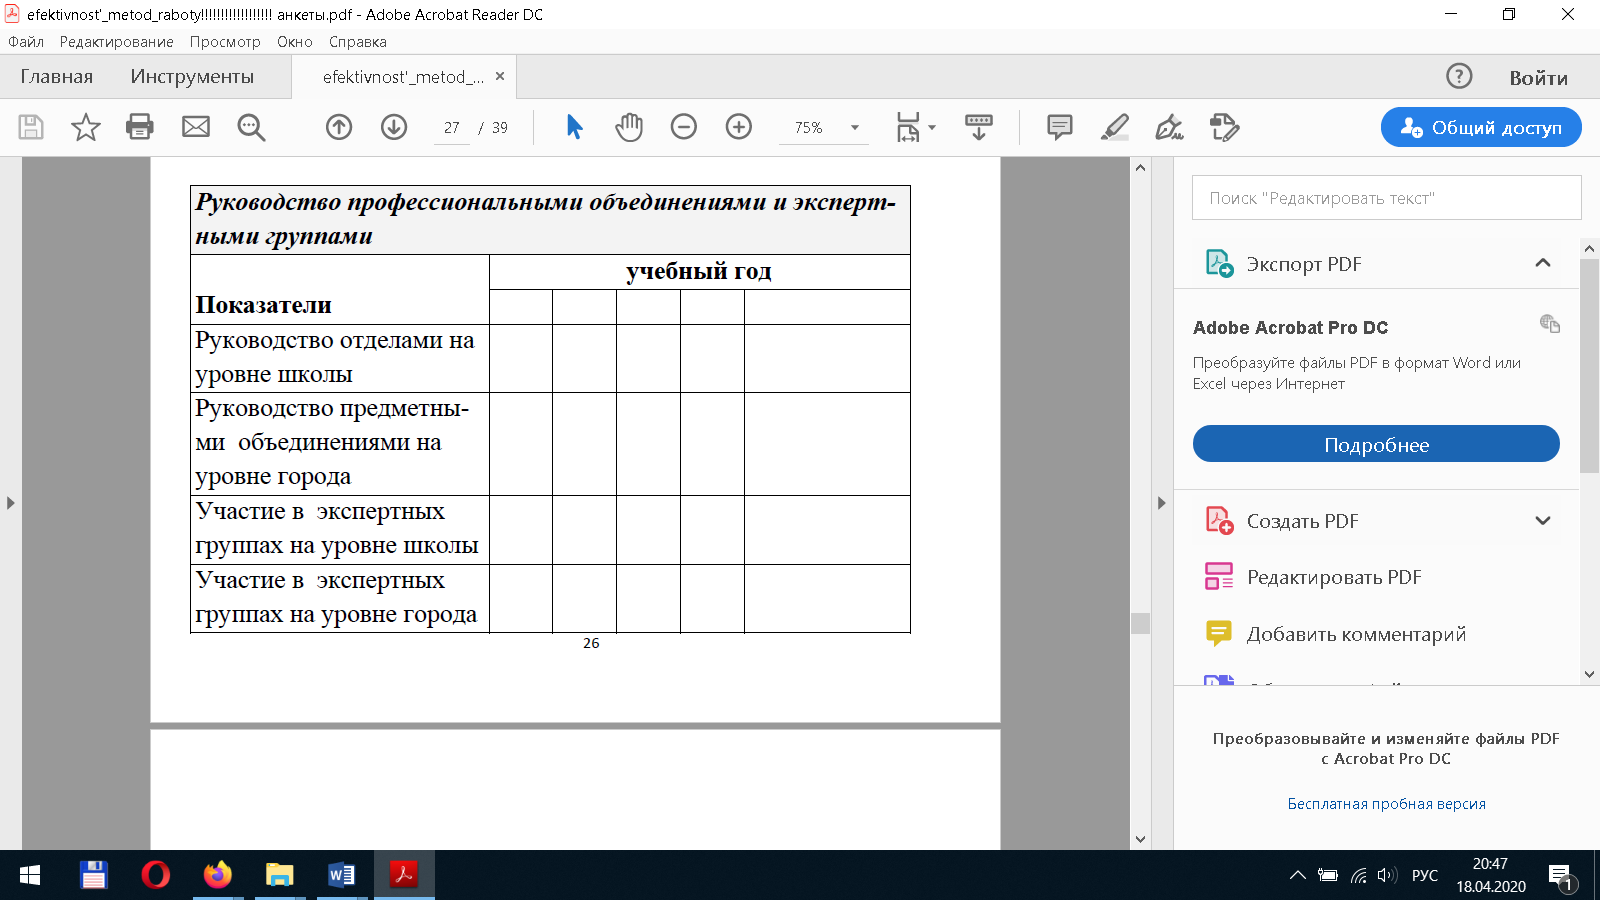 efektivnost'_metod_raboty!!!!!!!!!!!!!!!!!! анкеты.pdf - Adobe Acrobat Reader DC
Файл Редактирование Просмотр Окно Справка
Главная Инструменты efektivnost'_metod_... × Войти
27 / 39 75% Общий доступ
Руководство профессиональными объединениями и эксперт-
ными группами
учебный год
Показатели
Руководство отделами на
уровне школы
Руководство предметны-
ми объединениями на
уровне города
Участие в экспертных
группах на уровне школы
Участие в экспертных
группах на уровне города
26
Поиск "Редактировать текст"
Экспорт PDF
Adobe Acrobat Pro DC
Преобразуйте файлы PDF в формат Word или
Excel через Интернет
Подробнее
Создать PDF
Редактировать PDF
Добавить комментарий
Преобразовывайте и изменяйте файлы PDF
с Acrobat Pro DC
Бесплатная пробная версия
РУС
20:47
18.04.2020
1